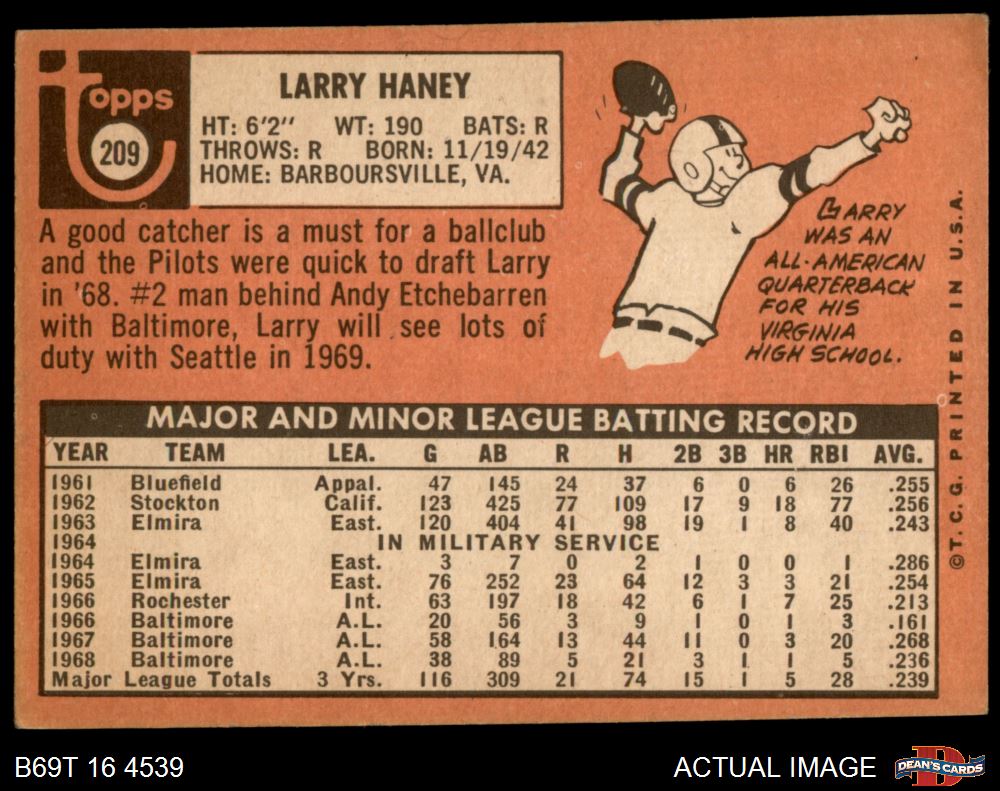 Topps
209
LARRY HANEY
HT: 6'2" WT: 190 BATS: R
THROWS: R BORN: 11/19/42
HOME: BARBOURSVILLE, VA.
A good catcher is a must for a ballclub
and the Pilots were quick to draft Larry
in '68. #2 man behind Andy Etchebarren
with Baltimore, Larry will see lots of
duty with Seattle in 1969.
LARRY
WAS AN
ALL-AMERICAN
QUARTERBACK
FOR HIS
VIRGINIA
HIGH SCHOOL.
©T. C. G. PRINTED IN U.S.A.
MAJOR AND MINOR LEAGUE BATTING RECORD
YEAR TEAM LEA. G AB R H 2B 3B HR RBI AVG.
1961 Bluefield Appal. 47 145 24 37 6 0 6 26 .255
1962 Stockton Calif. 123 425 77 109 17 9 18 77 .256
1963 Elmira East. 120 404 41 98 19 1 8 40 .243
1964 IN MILITARY SERVICE
1964 Elmira East. 3 7 0 2 1 0 0 1 .286
1965 Elmira East. 76 252 23 64 12 3 3 21 .254
1966 Rochester Int. 63 197 18 42 6 1 7 25 .213
1966 Baltimore A.L. 20 56 3 9 1 0 1 3 .161
1967 Baltimore A.L. 58 164 13 44 11 0 3 20 .268
1968 Baltimore A.L. 38 89 5 21 3 1 1 5 .236
Major League Totals 3 Yrs. 116 309 21 74 15 1 5 28 .239
B69T 16 4539
ACTUAL IMAGE
DEAN'S CARDS